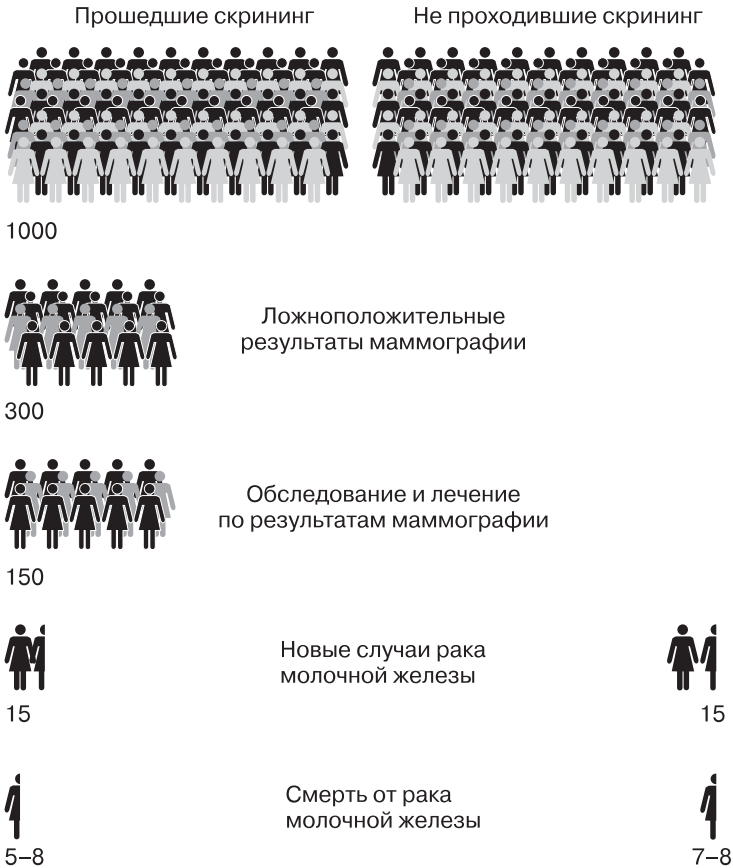 Прошедшие скрининг
Не проходившие скрининг
1000
Ложноположительные
результаты маммографии
300
Обследование и лечение
по результатам маммографии
150
Новые случаи рака
молочной железы
15
15
Смерть от рака
молочной железы
5–8
7–8